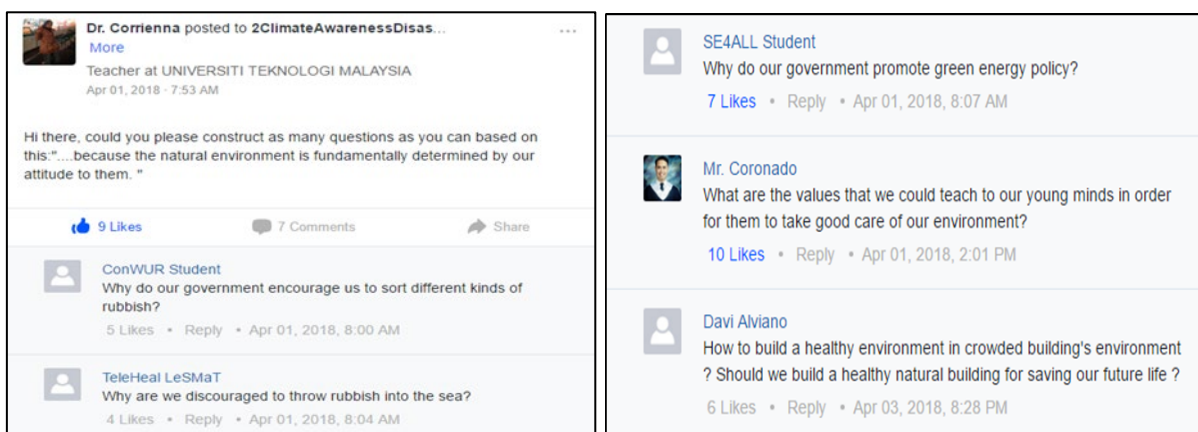 Dr. Corrienna posted to 2ClimateAwarenessDisas...
More
Teacher at UNIVERSITI TEKNOLOGI MALAYSIA
Apr 01, 2018 · 7:53 AM
Hi there, could you please construct as many questions as you can based on
this:"....because the natural environment is fundamentally determined by our
attitude to them. "
9 Likes 7 Comments Share
ConWUR Student
Why do our government encourage us to sort different kinds of
rubbish?
5 Likes • Reply • Apr 01, 2018, 8:00 AM
TeleHeal LeSMaT
Why are we discouraged to throw rubbish into the sea?
4 Likes • Reply • Apr 01, 2018, 8:04 AM
SE4ALL Student
Why do our government promote green energy policy?
7 Likes • Reply • Apr 01, 2018, 8:07 AM
Mr. Coronado
What are the values that we could teach to our young minds in order
for them to take good care of our environment?
10 Likes • Reply • Apr 01, 2018, 2:01 PM
Davi Alviano
How to build a healthy environment in crowded building's environment
? Should we build a healthy natural building for saving our future life ?
6 Likes • Reply • Apr 03, 2018, 8:28 PM